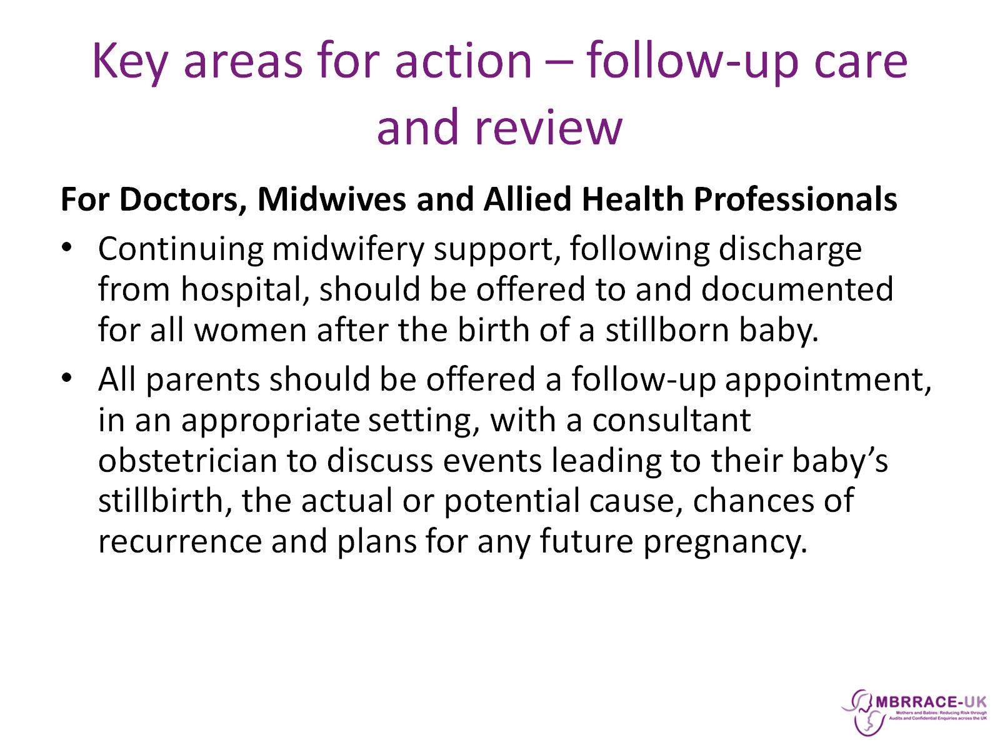 Key areas for action – follow-up care
and review
For Doctors, Midwives and Allied Health Professionals
• Continuing midwifery support, following discharge
from hospital, should be offered to and documented
for all women after the birth of a stillborn baby.
• All parents should be offered a follow-up appointment,
in an appropriate setting, with a consultant
obstetrician to discuss events leading to their baby’s
stillbirth, the actual or potential cause, chances of
recurrence and plans for any future pregnancy.
MBRRACE-UK
Mothers and Babies: Reducing Risk through
Audits and Confidential Enquiries across the UK